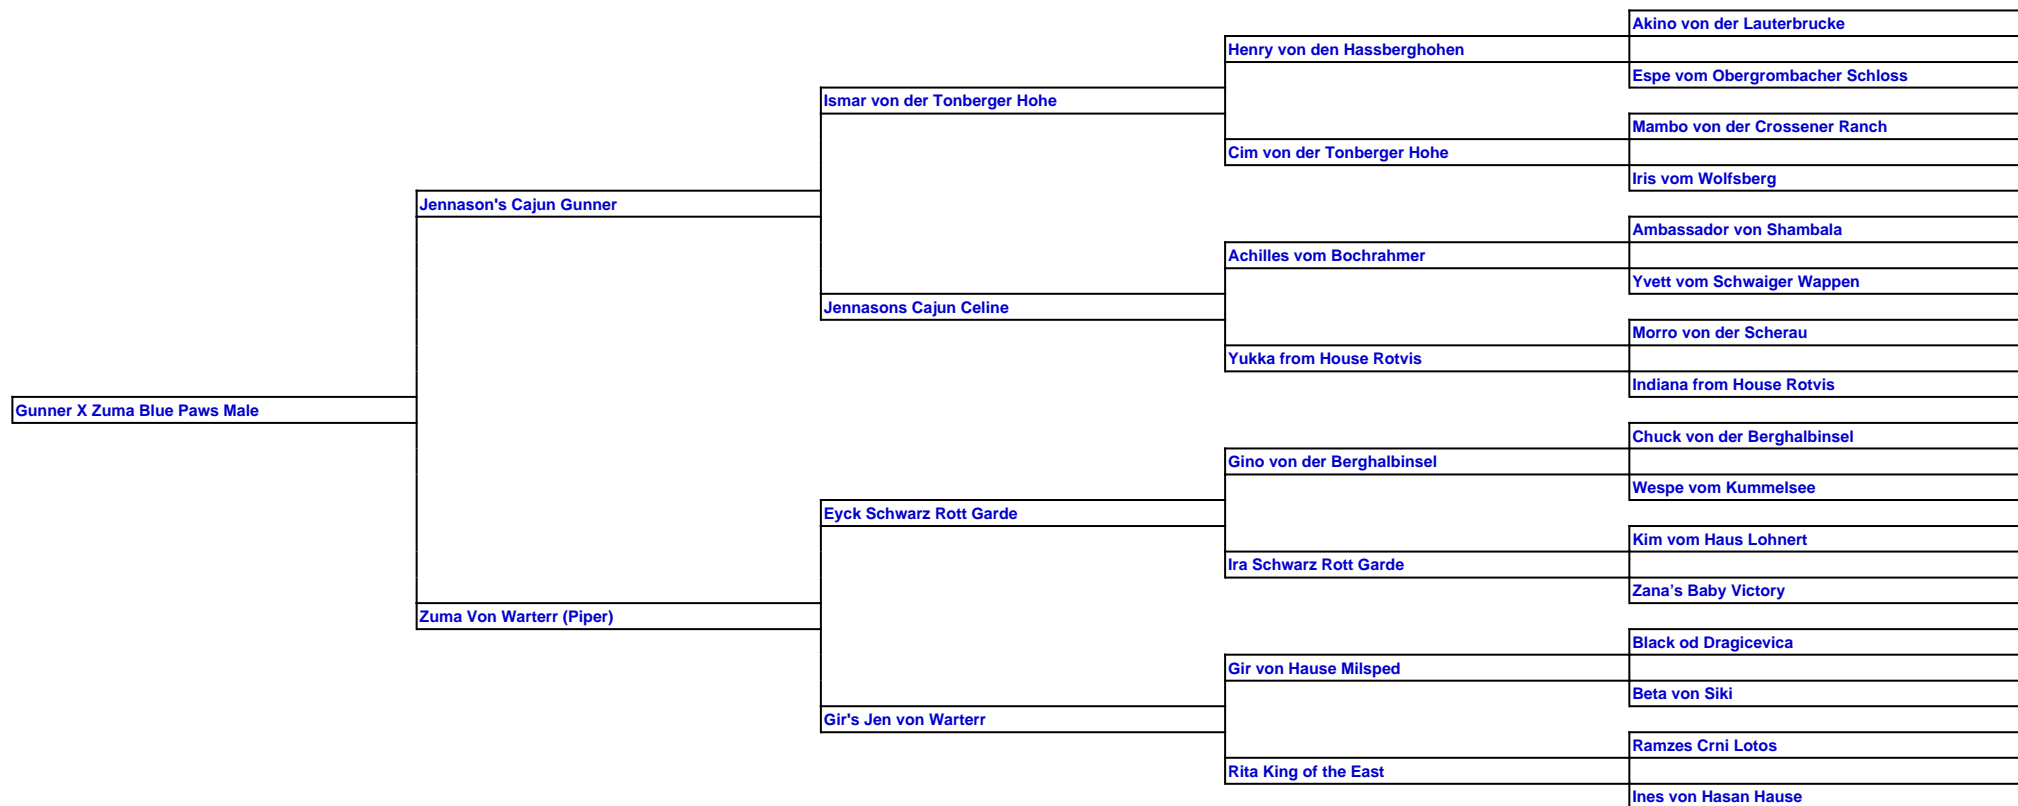 Akino von der Lauterbrucke
Henry von den Hassberghohen
Espe vom Obergrombacher Schloss
Ismar von der Tonberger Hohe
Mambo von der Crossener Ranch
Cim von der Tonberger Hohe
Iris vom Wolfsberg
Jennason's Cajun Gunner
Ambassador von Shambala
Achilles vom Bochrahmer
Yvett vom Schwaiger Wappen
Jennasons Cajun Celine
Morro von der Scherau
Yukka from House Rotvis
Indiana from House Rotvis
Gunner X Zuma Blue Paws Male
Chuck von der Berghalbinsel
Gino von der Berghalbinsel
Wespe vom Kummelsee
Eyck Schwarz Rott Garde
Kim vom Haus Lohnert
Ira Schwarz Rott Garde
Zana’s Baby Victory
Zuma Von Warterr (Piper)
Black od Dragicevica
Gir von Hause Milsped
Beta von Siki
Gir's Jen von Warterr
Ramzes Crni Lotos
Rita King of the East
Ines von Hasan Hause